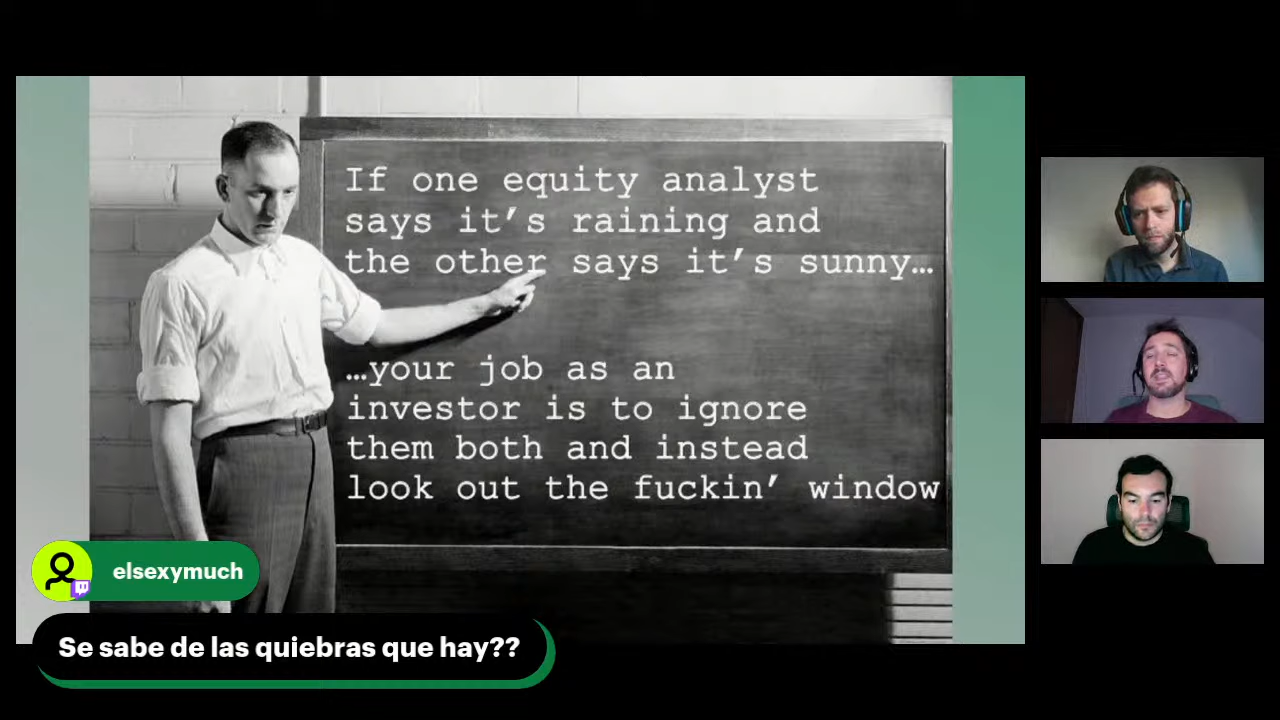 If one equity analyst
says it’s raining and
the other says it’s sunny…
…your job as an
investor is to ignore
them both and instead
look out the fuckin’ window
elsexymuch
Se sabe de las quiebras que hay??